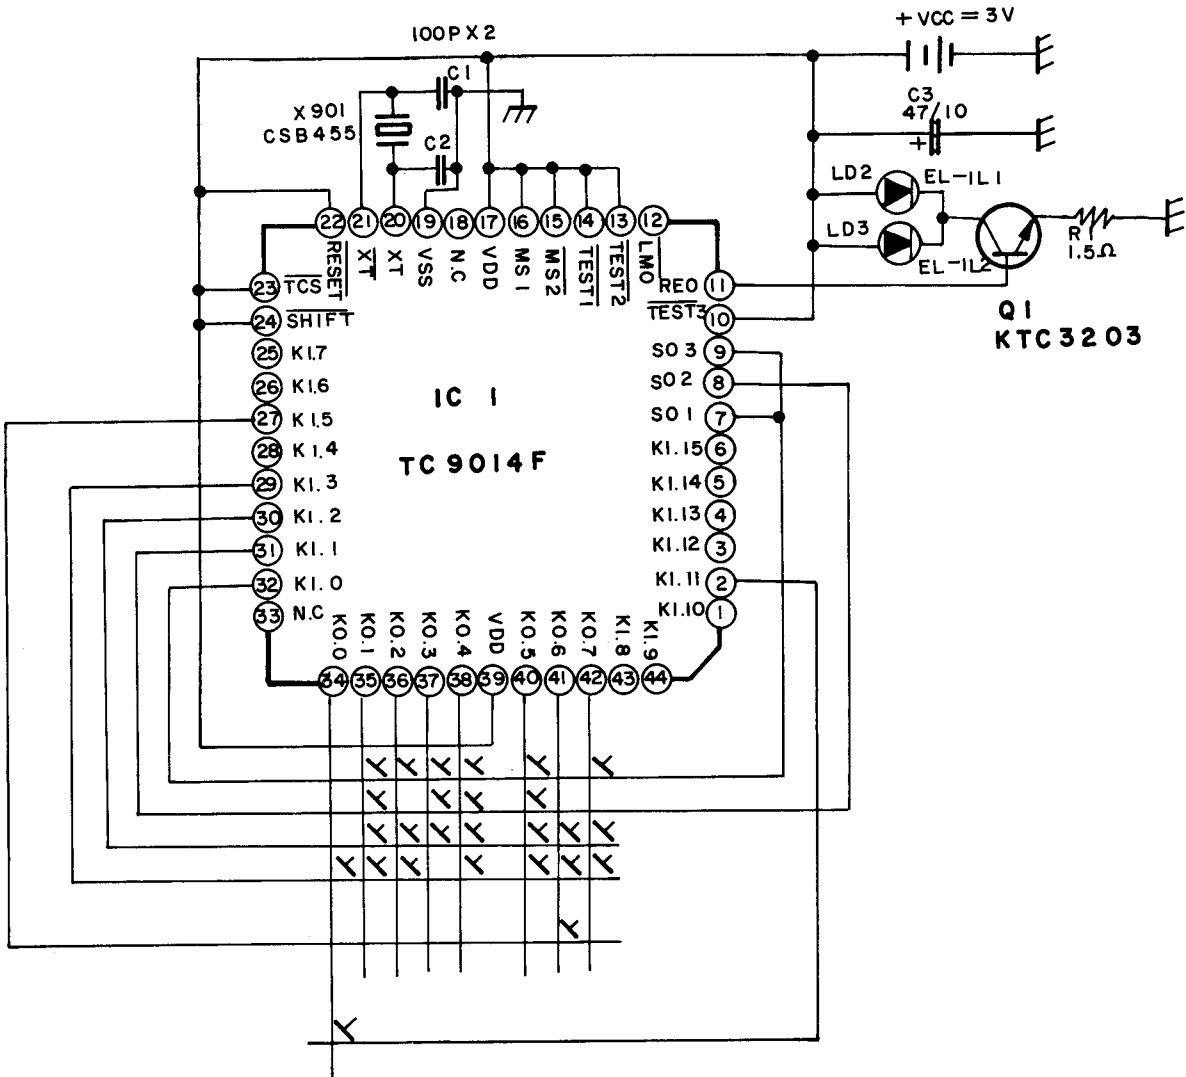 +VCC=3V
100PX2
C1
X901
CSB455
C2
C3
47/10
+
LD2
EL-1L1
LD3
EL-1L2
R1
1.5Ω
Q1
KTC3203
22
21
20
19
18
17
16
15
14
13
12
RESET
XT
XT
VSS
N.C
VDD
MS1
MS2
TEST1
TEST2
LMO
23
TCS
24
SHIFT
25
K1.7
26
K1.6
27
K1.5
28
K1.4
29
K1.3
30
K1.2
31
K1.1
32
K1.0
33
N.C
IC 1
TC9014F
REO
11
TEST3
10
SO3
9
SO2
8
SO1
7
K1.15
6
K1.14
5
K1.13
4
K1.12
3
K1.11
2
K1.10
1
K0.0
K0.1
K0.2
K0.3
K0.4
VDD
K0.5
K0.6
K0.7
K1.8
K1.9
34
35
36
37
38
39
40
41
42
43
44